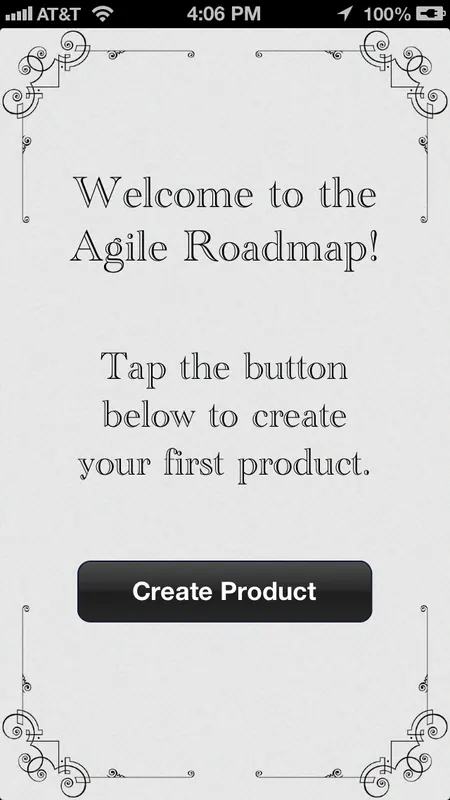 AT&T 4:06 PM 100%
Welcome to the
Agile Roadmap!
Tap the button
below to create
your first product.
Create Product